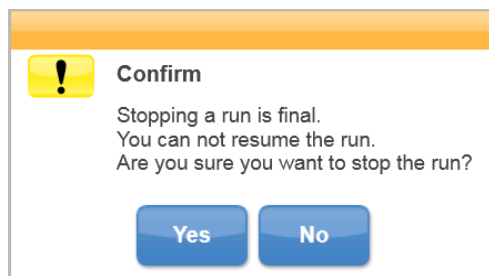 Confirm
Stopping a run is final.
You can not resume the run.
Are you sure you want to stop the run?
Yes No